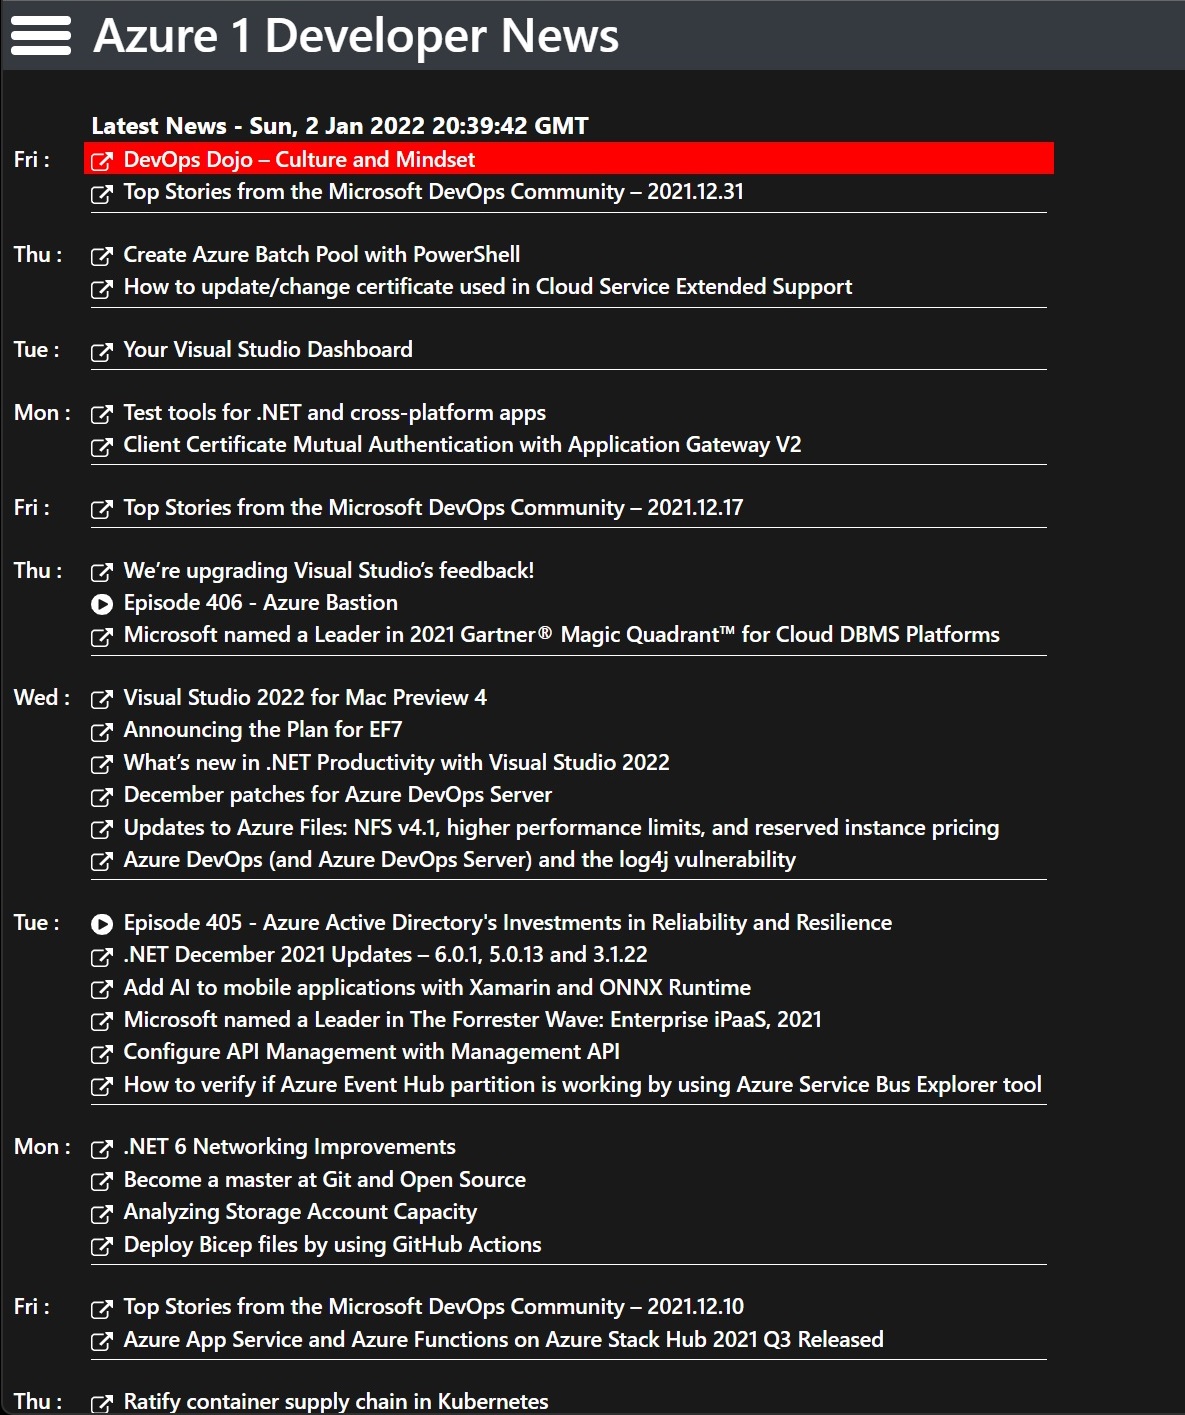 Azure 1 Developer News
Latest News - Sun, 2 Jan 2022 20:39:42 GMT
Fri : DevOps Dojo – Culture and Mindset
Top Stories from the Microsoft DevOps Community – 2021.12.31
Thu : Create Azure Batch Pool with PowerShell
How to update/change certificate used in Cloud Service Extended Support
Tue : Your Visual Studio Dashboard
Mon : Test tools for .NET and cross-platform apps
Client Certificate Mutual Authentication with Application Gateway V2
Fri : Top Stories from the Microsoft DevOps Community – 2021.12.17
Thu : We’re upgrading Visual Studio’s feedback!
Episode 406 - Azure Bastion
Microsoft named a Leader in 2021 Gartner® Magic Quadrant™ for Cloud DBMS Platforms
Wed : Visual Studio 2022 for Mac Preview 4
Announcing the Plan for EF7
What’s new in .NET Productivity with Visual Studio 2022
December patches for Azure DevOps Server
Updates to Azure Files: NFS v4.1, higher performance limits, and reserved instance pricing
Azure DevOps (and Azure DevOps Server) and the log4j vulnerability
Tue : Episode 405 - Azure Active Directory's Investments in Reliability and Resilience
.NET December 2021 Updates – 6.0.1, 5.0.13 and 3.1.22
Add AI to mobile applications with Xamarin and ONNX Runtime
Microsoft named a Leader in The Forrester Wave: Enterprise iPaaS, 2021
Configure API Management with Management API
How to verify if Azure Event Hub partition is working by using Azure Service Bus Explorer tool
Mon : .NET 6 Networking Improvements
Become a master at Git and Open Source
Analyzing Storage Account Capacity
Deploy Bicep files by using GitHub Actions
Fri : Top Stories from the Microsoft DevOps Community – 2021.12.10
Azure App Service and Azure Functions on Azure Stack Hub 2021 Q3 Released
Thu : Ratify container supply chain in Kubernetes